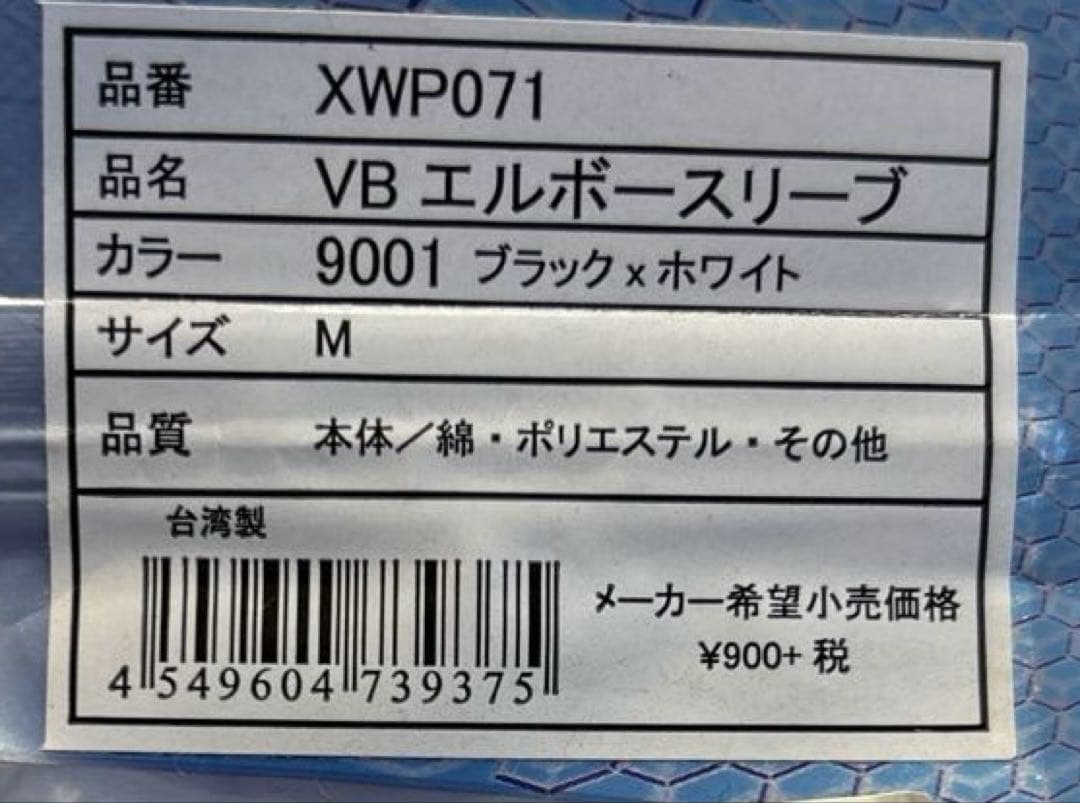 品番 XWP071
品名 VB エルボースリーブ
カラー 9001 ブラック x ホワイト
サイズ M
品質 本体／綿・ポリエステル・その他
台湾製
4 549604 739375
メーカー希望小売価格
¥900+ 税